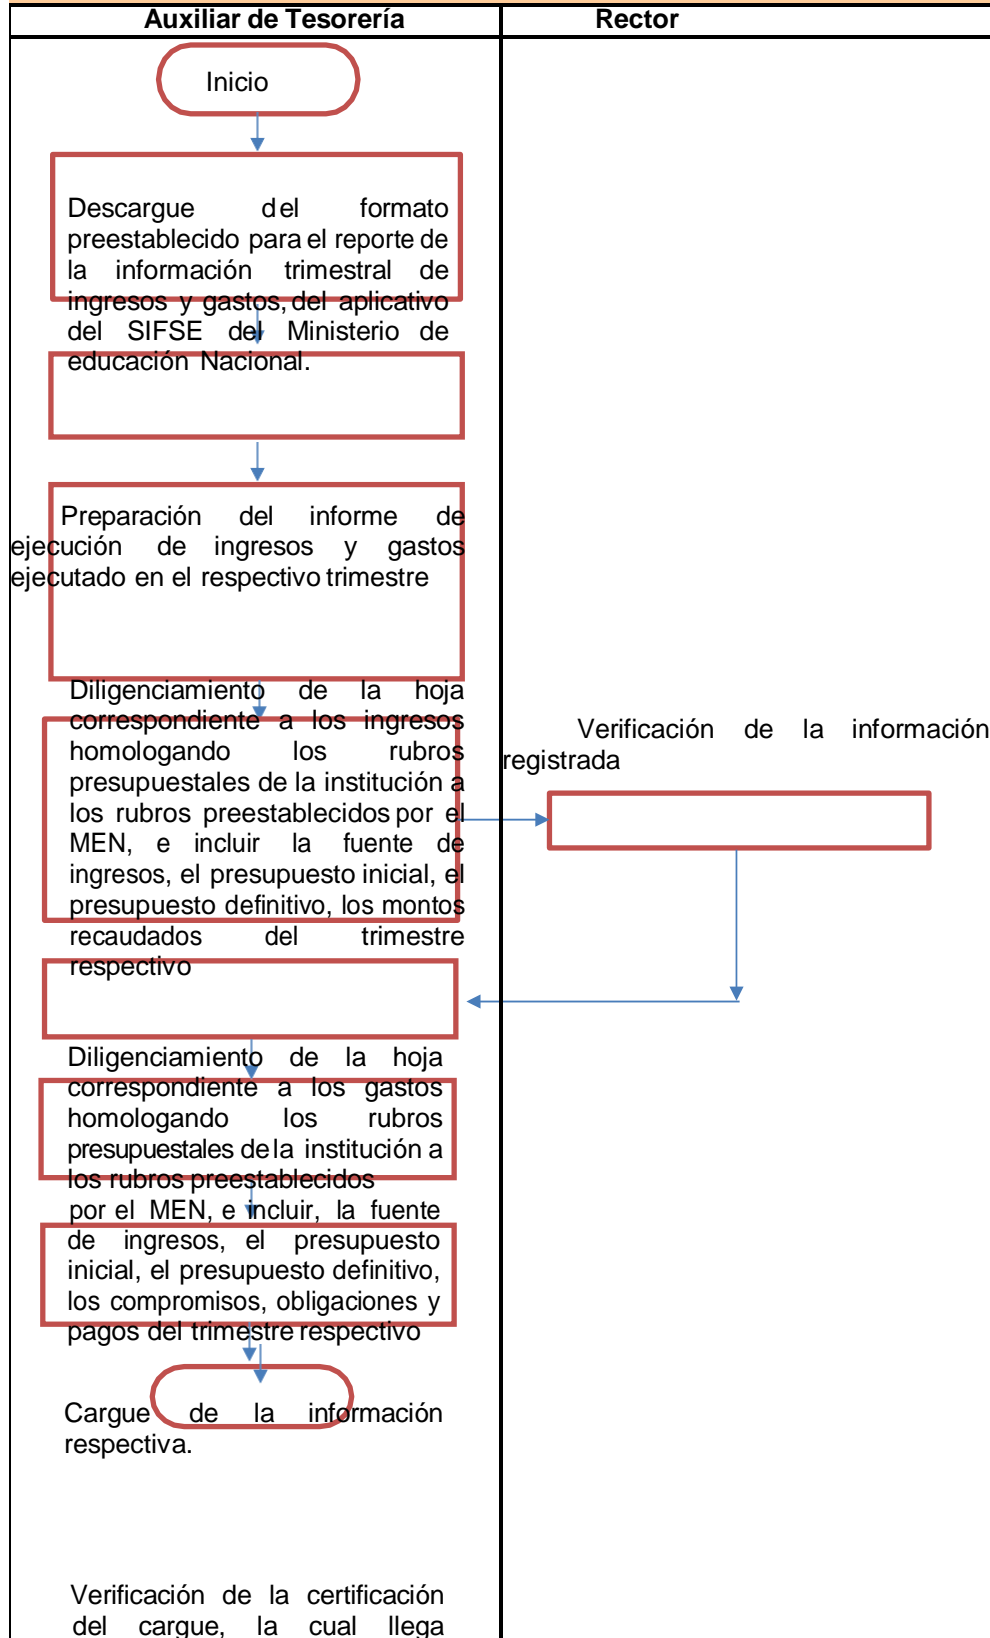 Auxiliar de Tesorería
Rector
Inicio
Descargue del formato
preestablecido para el reporte de
la información trimestral de
ingresos y gastos, del aplicativo
del SIFSE del Ministerio de
educación Nacional.
Preparación del informe de
ejecución de ingresos y gastos
ejecutado en el respectivo trimestre
Diligenciamiento de la hoja
correspondiente a los ingresos
homologando los rubros
presupuestales de la institución a
los rubros preestablecidos por el
MEN, e incluir la fuente de
ingresos, el presupuesto inicial, el
presupuesto definitivo, los montos
recaudados del trimestre
respectivo
Verificación de la información
registrada
Diligenciamiento de la hoja
correspondiente a los gastos
homologando los rubros
presupuestales de la institución a
los rubros preestablecidos
por el MEN, e incluir, la fuente
de ingresos, el presupuesto
inicial, el presupuesto definitivo,
los compromisos, obligaciones y
pagos del trimestre respectivo
Cargue de la información
respectiva.
Verificación de la certificación
del cargue, la cual llega